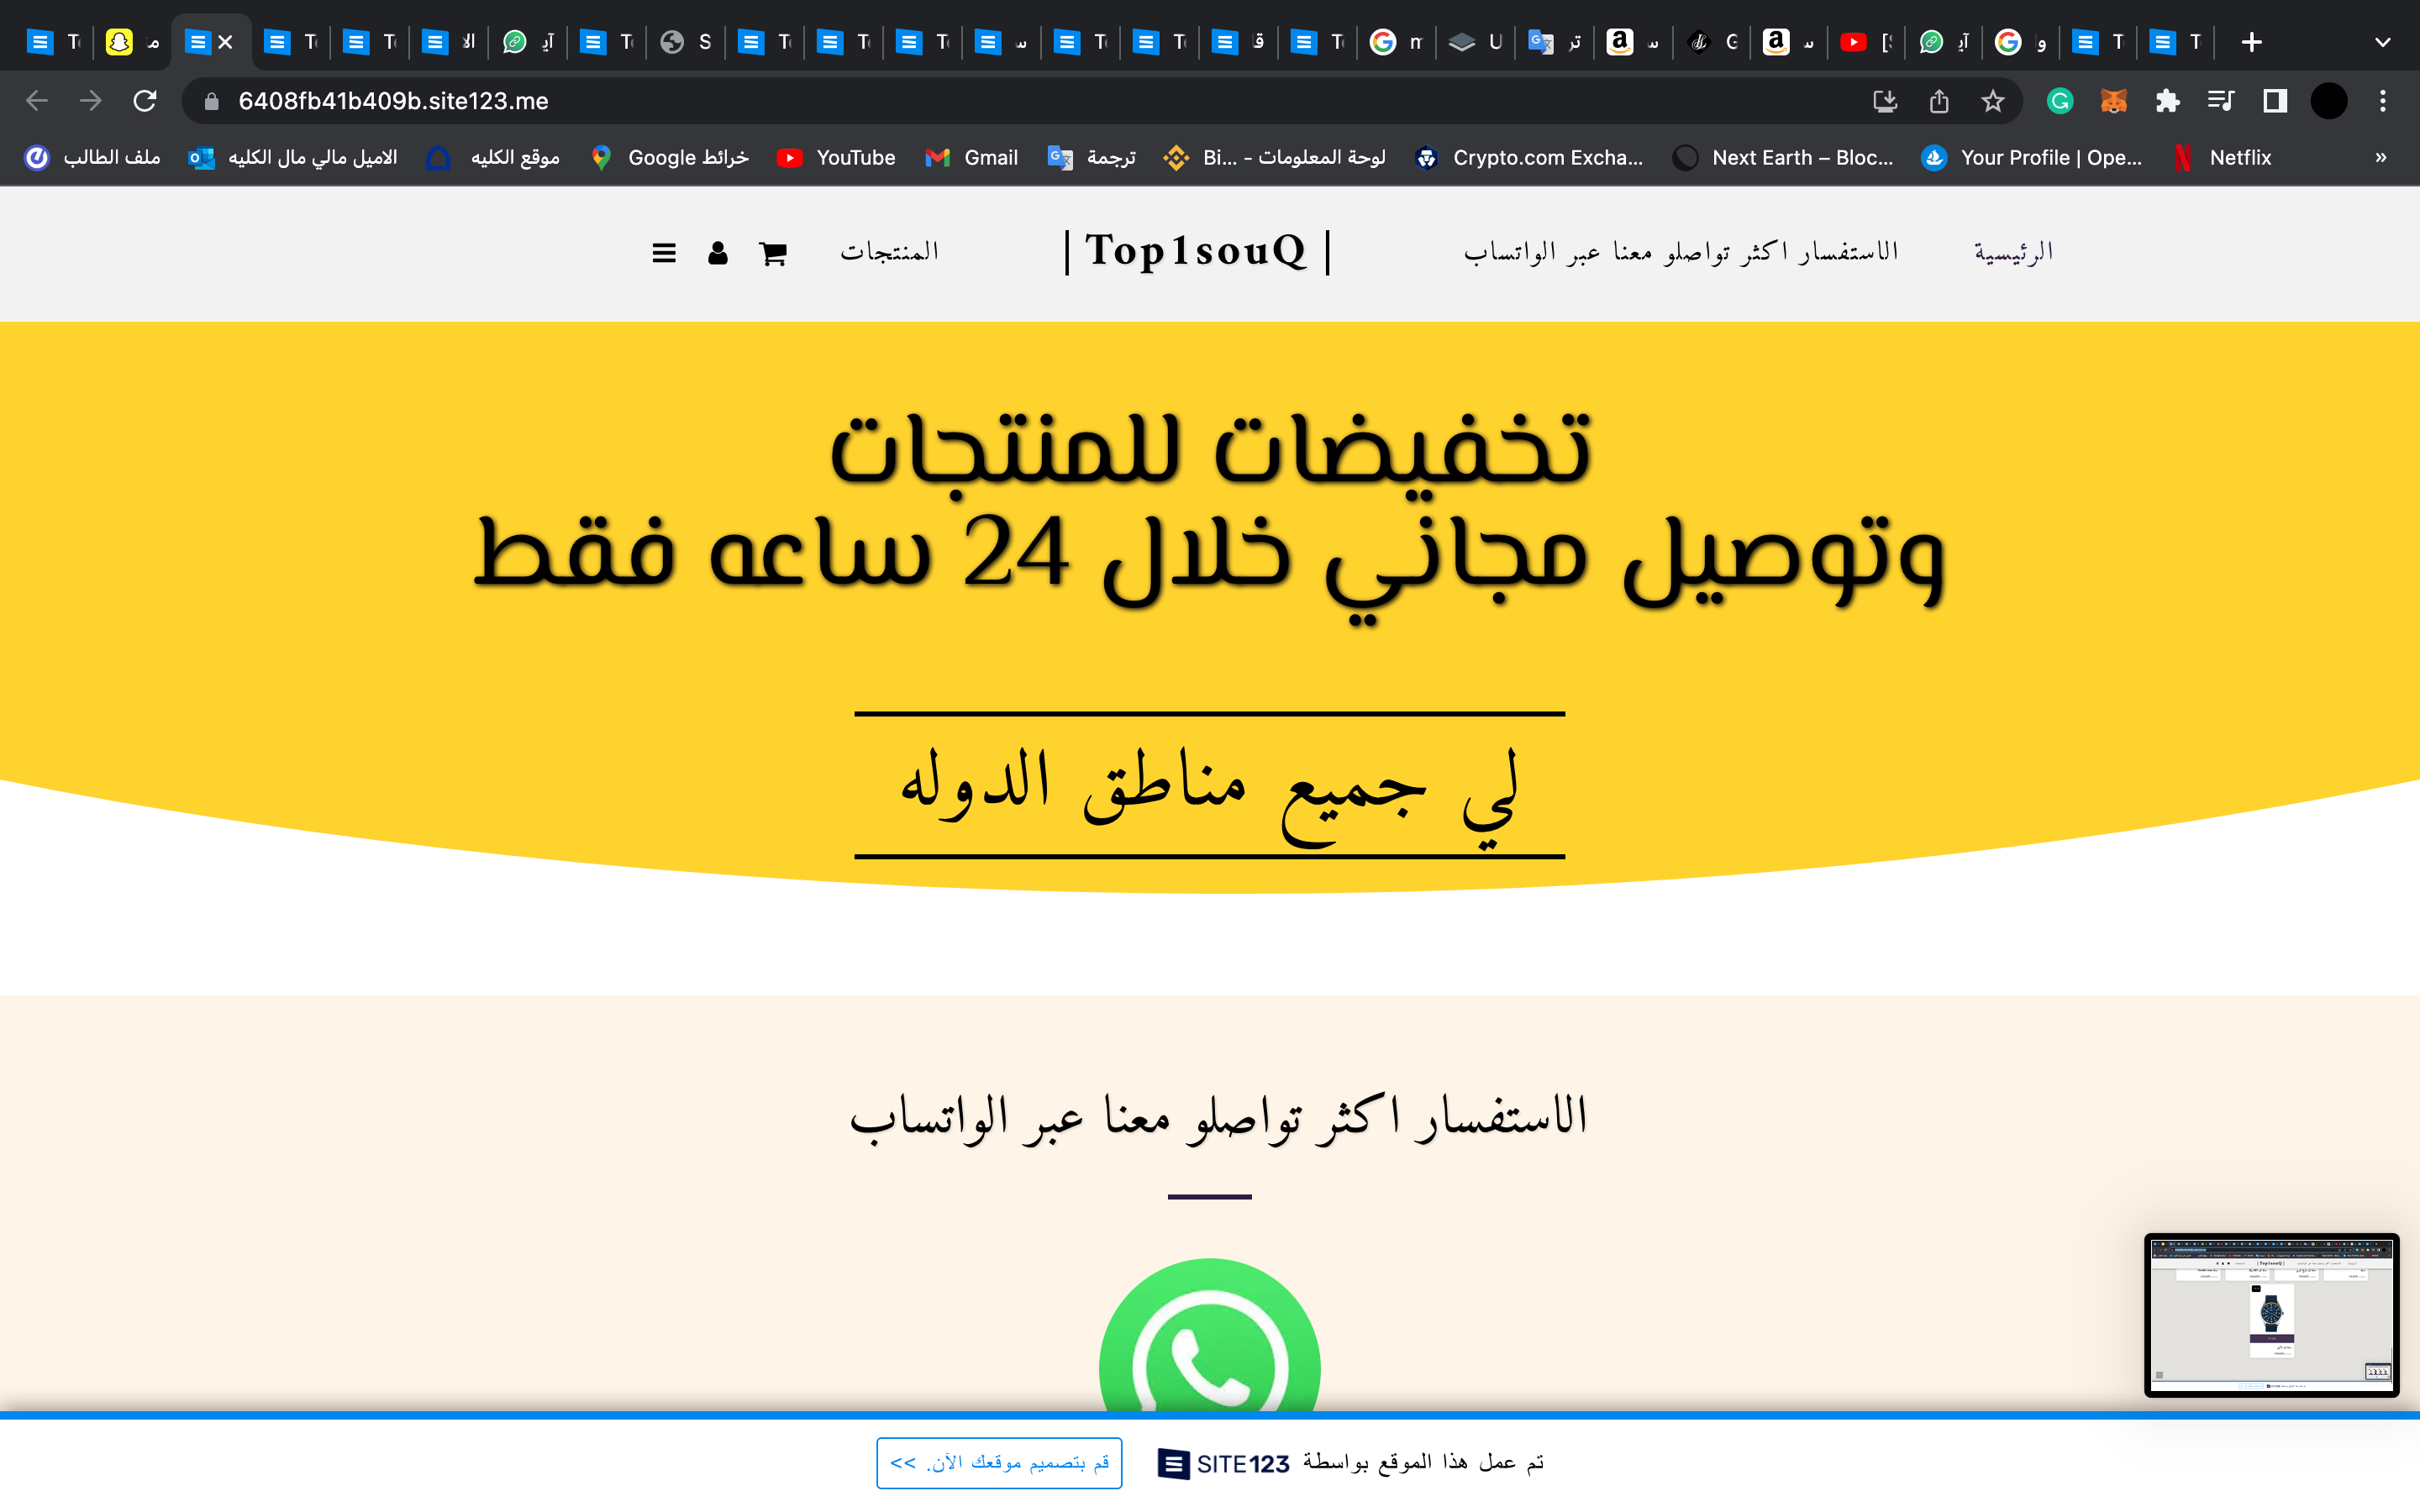 6408fb41b409b.site123.me
ملف الطالب
الاميل مالي مال الكليه
موقع الكليه
خرائط Google
YouTube
Gmail
ترجمة
لوحة المعلومات - Bi...
Crypto.com Excha...
Next Earth – Bloc...
Your Profile | Ope...
Netflix
»
الرئيسية
الاستفسار اكثر تواصلو معنا عبر الواتساب
| Top1souQ |
المنتجات
تخفيضات للمنتجات
وتوصيل مجاني خلال 24 ساعه فقط
لي جميع مناطق الدوله
الاستفسار اكثر تواصلو معنا عبر الواتساب
تم عمل هذا الموقع بواسطة SITE123
قم بتصميم موقعك الآن. >>